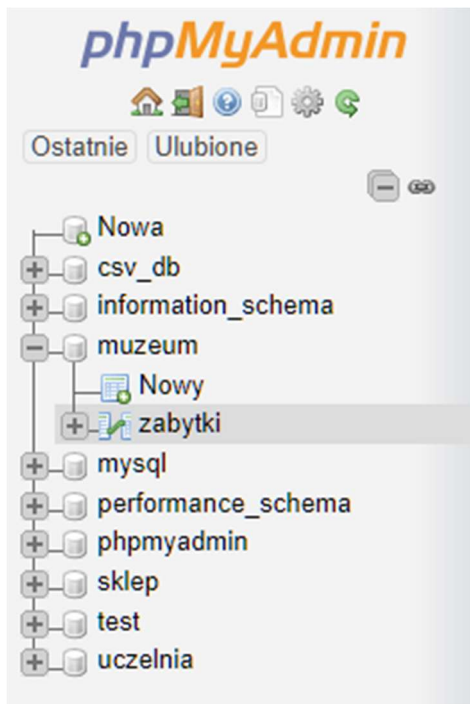 phpMyAdmin
Ostatnie Ulubione
Nowa
csv_db
information_schema
muzeum
Nowy
zabytki
mysql
performance_schema
phpmyadmin
sklep
test
uczelnia